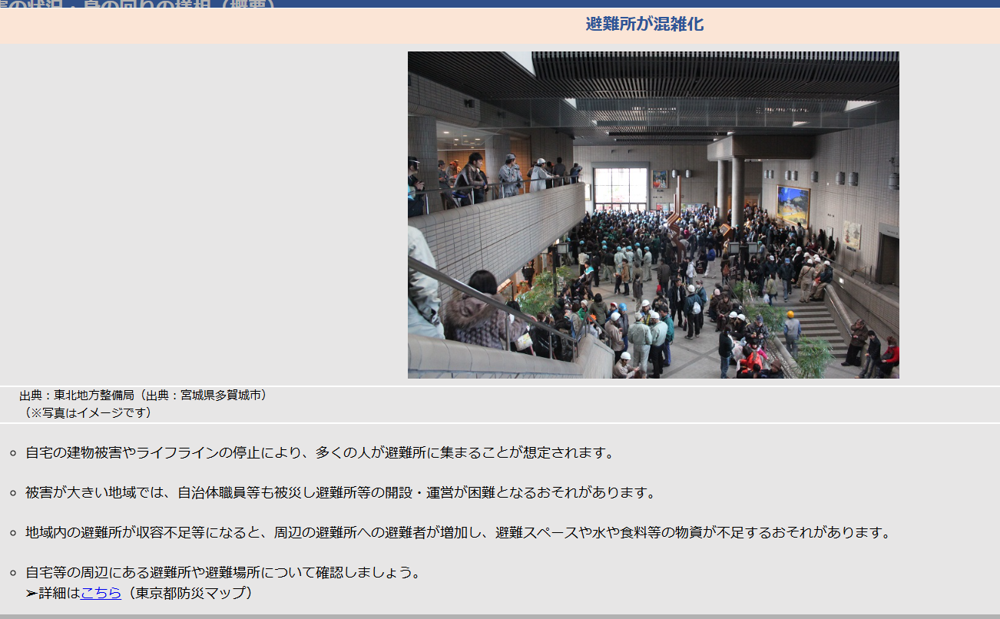 害の状況・身の回りの様相（概要）
避難所が混雑化
出典：東北地方整備局（出典：宮城県多賀城市）
（※写真はイメージです）
自宅の建物被害やライフラインの停止により、多くの人が避難所に集まることが想定されます。
被害が大きい地域では、自治体職員等も被災し避難所等の開設・運営が困難となるおそれがあります。
地域内の避難所が収容不足等になると、周辺の避難所への避難者が増加し、避難スペースや水や食料等の物資が不足するおそれがあります。
自宅等の周辺にある避難所や避難場所について確認しましょう。
➢詳細はこちら（東京都防災マップ）